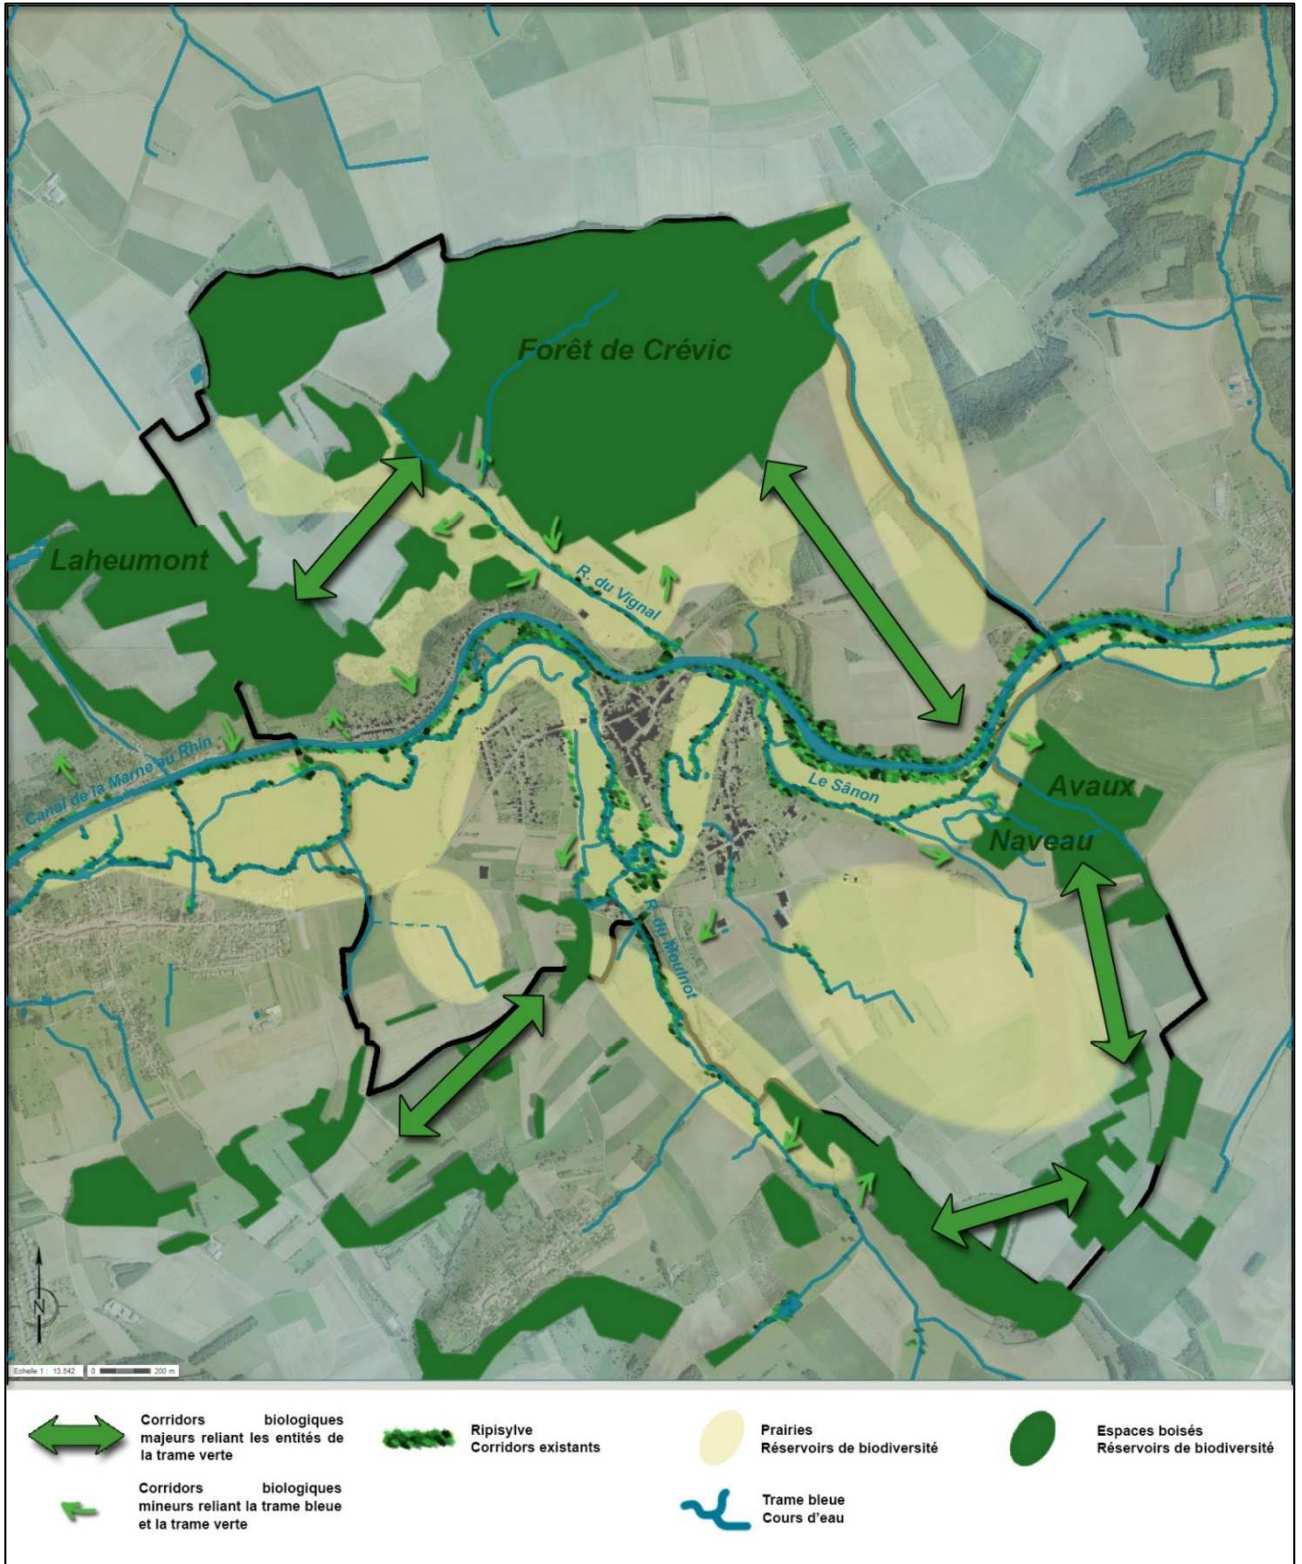 Forêt de Crévic
Laheumont
R. du Vignal
Canal de la Marne au Rhin
Le Sânon
Avaux
Naveau
R. du Moulnot
N
Echelle 1 : 13.542 0 200 m
Corridors biologiques
majeurs reliant les entités de
la trame verte
Ripisylve
Corridors existants
Prairies
Réservoirs de biodiversité
Espaces boisés
Réservoirs de biodiversité
Corridors biologiques
mineurs reliant la trame bleue
et la trame verte
Trame bleue
Cours d'eau